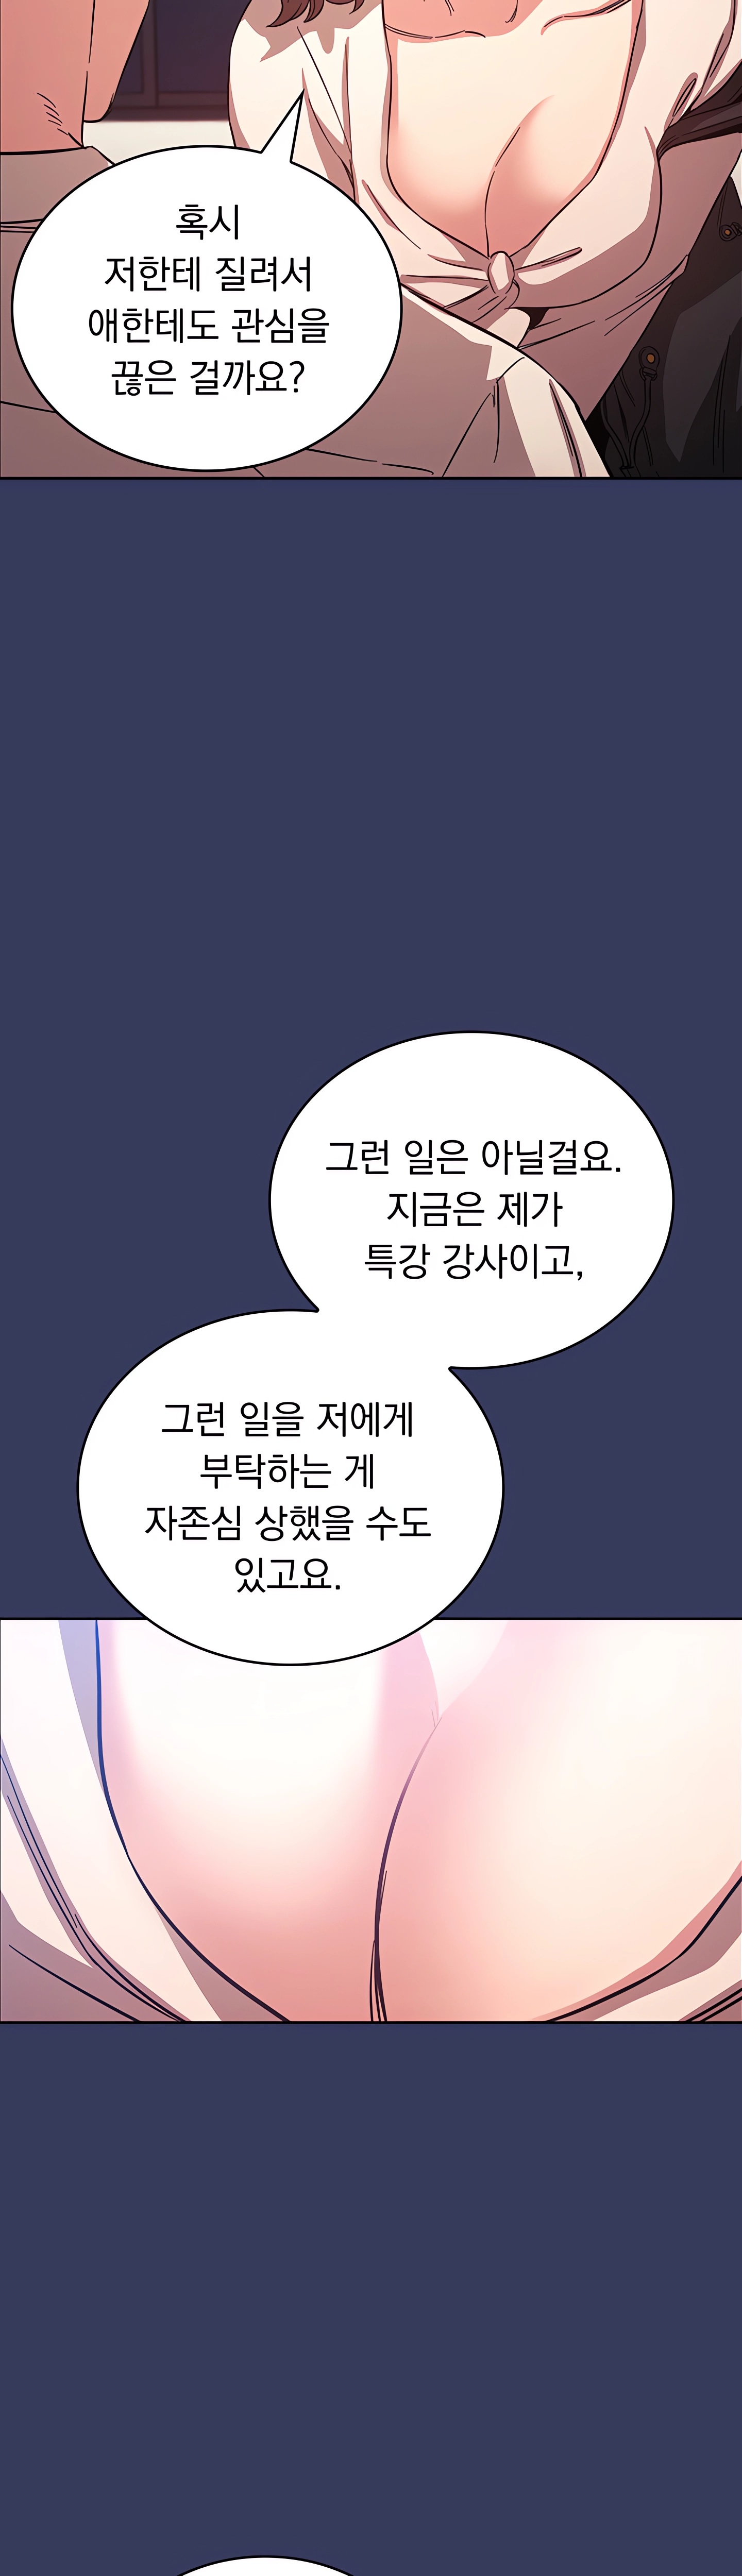 혹시
저한테 질려서
애한테도 관심을
끊은 걸까요?
그런 일은 아닐걸요.
지금은 제가
특강 강사이고,
그런 일을 저에게
부탁하는 게
자존심 상했을 수도
있고요.